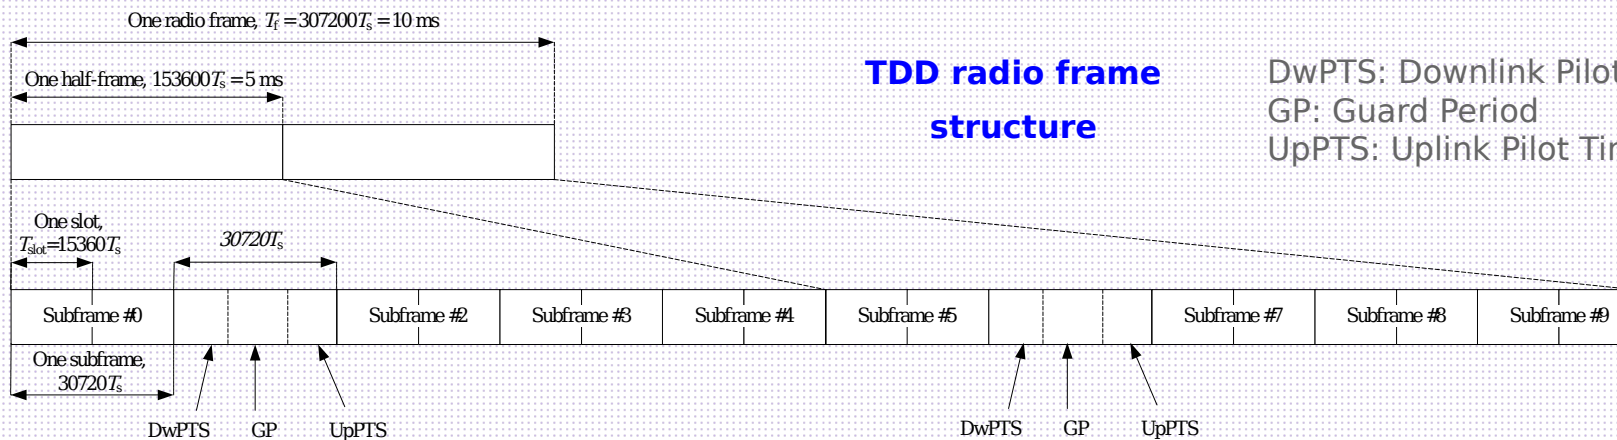 One radio frame, Tf = 307200Ts = 10 ms
One half-frame, 153600Ts = 5 ms
TDD radio frame
structure
DwPTS: Downlink Pilot
GP: Guard Period
UpPTS: Uplink Pilot
One slot,
Tslot=15360Ts
30720Ts
Subframe #0
Subframe #2
Subframe #3
Subframe #4
Subframe #5
Subframe #7
Subframe #8
Subframe #9
One subframe,
30720Ts
DwPTS
GP
UpPTS
DwPTS
GP
UpPTS